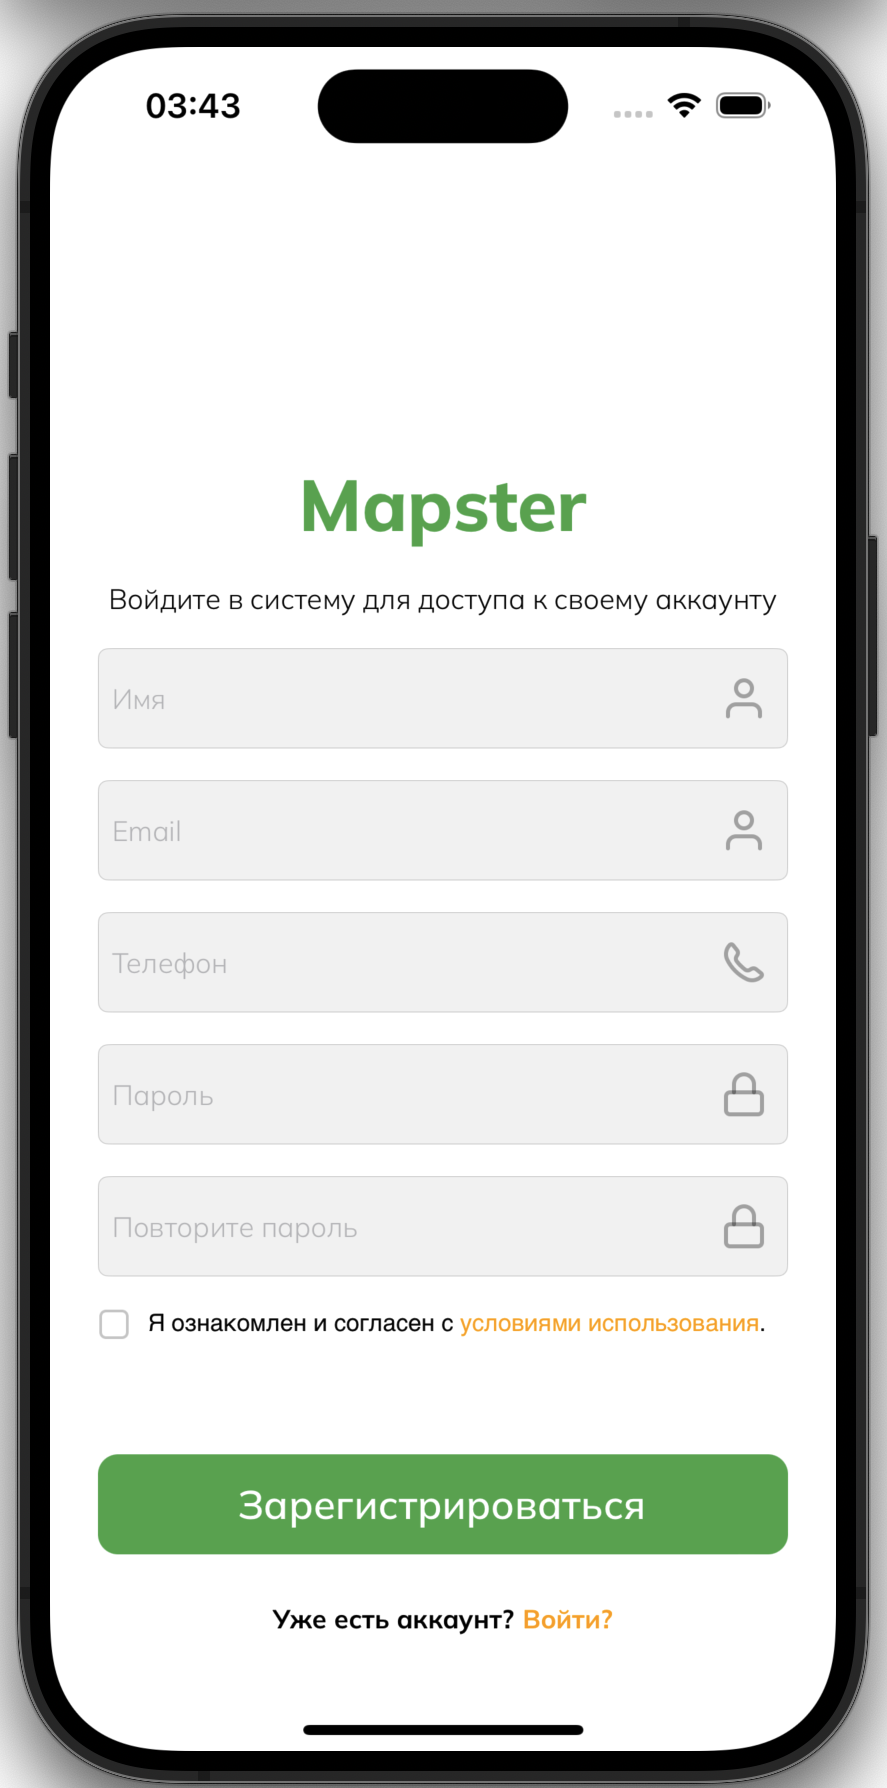 03:43
Mapster
Войдите в систему для доступа к своему аккаунту
Имя
Email
Телефон
Пароль
Повторите пароль
Я ознакомлен и согласен с условиями использования.
Зарегистрироваться
Уже есть аккаунт? Войти?